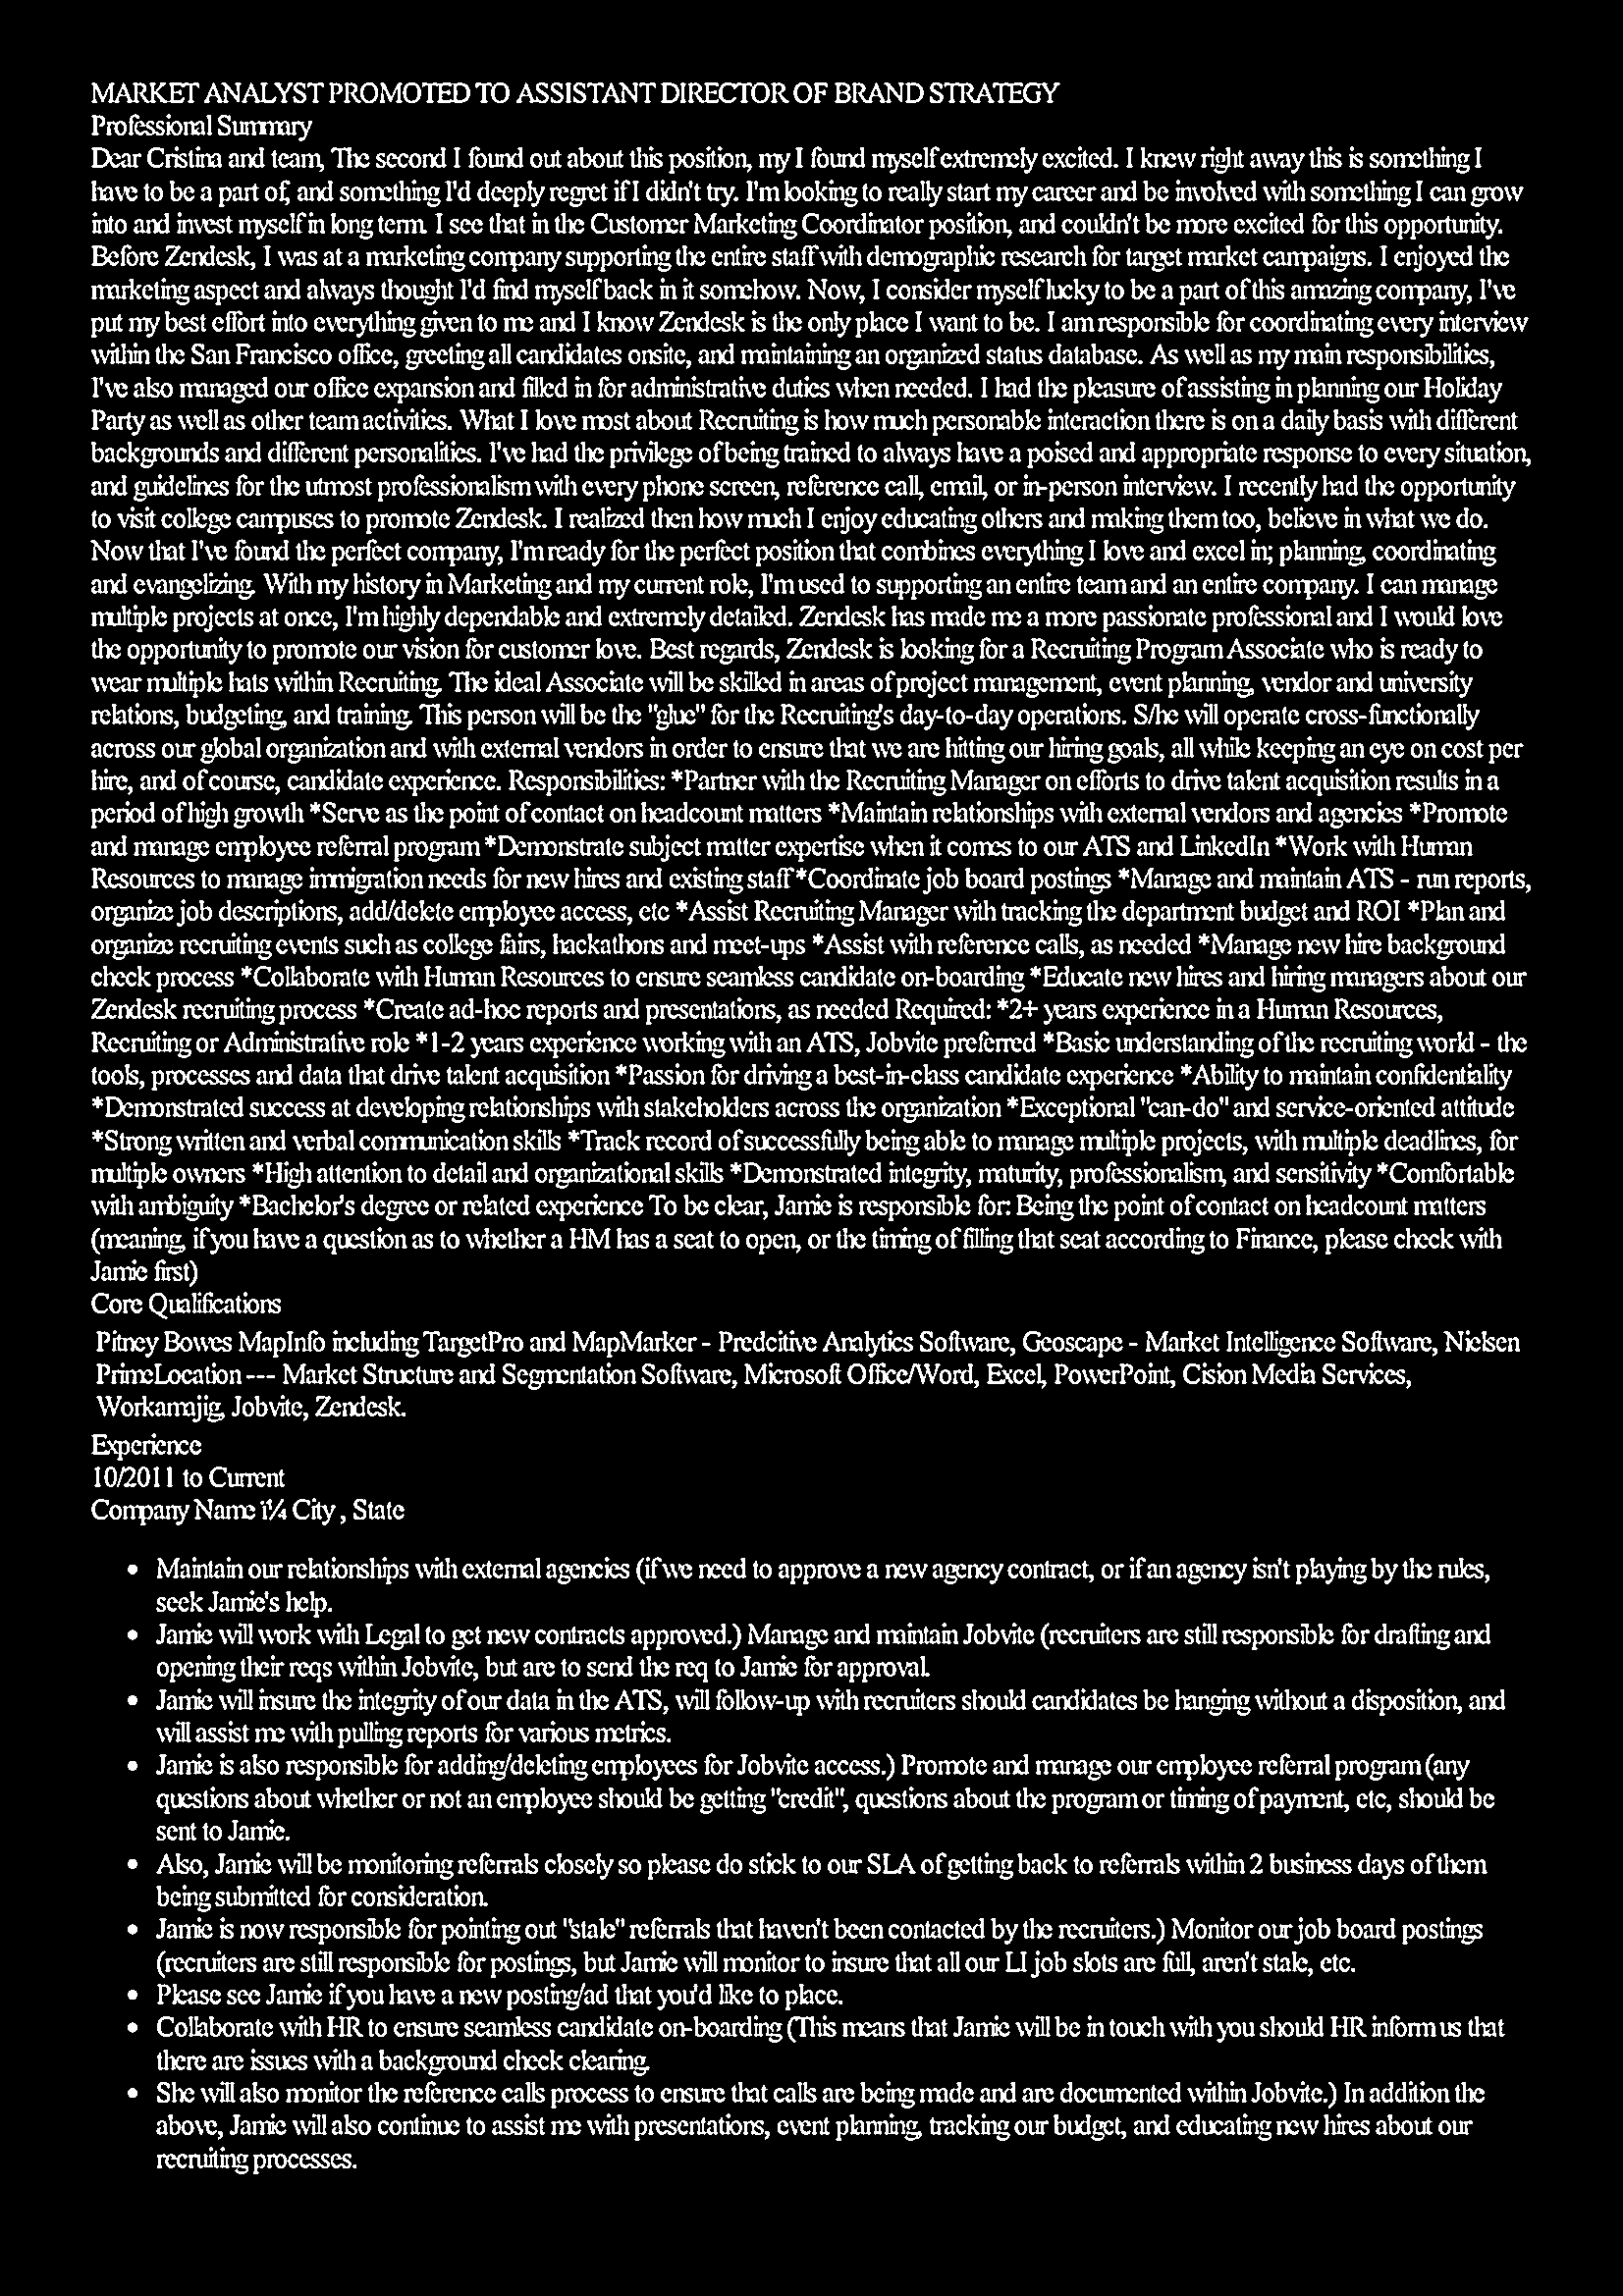 MARKET ANALYST PROMOTED TO ASSISTANT DIRECTOR OF BRAND STRATEGY
Professional Summary
Dear Cristina and team, The second I found out about this position, my I found myself extremely excited. I knew right away this is something I
have to be a part of, and something I'd deeply regret if I didn't try. I'm looking to really start my career and be involved with something I can grow
into and invest myself in long term. I see that in the Customer Marketing Coordinator position, and couldn't be more excited for this opportunity.
Before Zendesk, I was at a marketing company supporting the entire staff with demographic research for target market campaigns. I enjoyed the
marketing aspect and always thought I'd find myself back in it somehow. Now, I consider myself lucky to be a part of this amazing company, I've
put my best effort into everything given to me and I know Zendesk is the only place I want to be. I am responsible for coordinating every interview
within the San Francisco office, greeting all candidates onsite, and maintaining an organized status database. As well as my main responsibilities,
I've also managed our office expansion and filled in for administrative duties when needed. I had the pleasure of assisting in planning our Holiday
Party as well as other team activities. What I love most about Recruiting is how much personable interaction there is on a daily basis with different
backgrounds and different personalities. I've had the privilege of being trained to always have a poised and appropriate response to every situation,
and guidelines for the utmost professionalism with every phone screen, reference call, email, or in-person interview. I recently had the opportunity
to visit college campuses to promote Zendesk. I realized then how much I enjoy educating others and making them too, believe in what we do.
Now that I've found the perfect company, I'm ready for the perfect position that combines everything I love and excel in; planning, coordinating
and evangelizing. With my history in Marketing and my current role, I'm used to supporting an entire team and an entire company. I can manage
multiple projects at once, I'm highly dependable and extremely detailed. Zendesk has made me a more passionate professional and I would love
the opportunity to promote our vision for customer love. Best regards, Zendesk is looking for a Recruiting Program Associate who is ready to
wear multiple hats within Recruiting. The ideal Associate will be skilled in areas of project management, event planning, vendor and university
relations, budgeting, and training. This person will be the "glue" for the Recruiting's day-to-day operations. S/he will operate cross-functionally
across our global organization and with external vendors in order to ensure that we are hitting our hiring goals, all while keeping an eye on cost per
hire, and of course, candidate experience. Responsibilities: *Partner with the Recruiting Manager on efforts to drive talent acquisition results in a
period of high growth *Serve as the point of contact on headcount matters *Maintain relationships with external vendors and agencies *Promote
and manage employee referral program *Demonstrate subject matter expertise when it comes to our ATS and LinkedIn *Work with Human
Resources to manage immigration needs for new hires and existing staff *Coordinate job board postings *Manage and maintain ATS - run reports,
organize job descriptions, add/delete employee access, etc *Assist Recruiting Manager with tracking the department budget and ROI *Plan and
organize recruiting events such as college fairs, hackathons and meet-ups *Assist with reference calls, as needed *Manage new hire background
check process *Collaborate with Human Resources to ensure seamless candidate on-boarding *Educate new hires and hiring managers about our
Zendesk recruiting process *Create ad-hoc reports and presentations, as needed Required: *2+ years experience in a Human Resources,
Recruiting or Administrative role *1-2 years experience working with an ATS, Jobvite preferred *Basic understanding of the recruiting world - the
tools, processes and data that drive talent acquisition *Passion for driving a best-in-class candidate experience *Ability to maintain confidentiality
*Demonstrated success at developing relationships with stakeholders across the organization *Exceptional "can-do" and service-oriented attitude
*Strong written and verbal communication skills *Track record of successfully being able to manage multiple projects, with multiple deadlines, for
multiple owners *High attention to detail and organizational skills *Demonstrated integrity, maturity, professionalism, and sensitivity *Comfortable
with ambiguity *Bachelor's degree or related experience To be clear, Jamie is responsible for: Being the point of contact on headcount matters
(meaning, if you have a question as to whether a HM has a seat to open, or the timing of filling that seat according to Finance, please check with
Jamie first)
Core Qualifications
Pitney Bowes MapInfo including TargetPro and MapMarker - Predcitive Analytics Software, Geoscape - Market Intelligence Software, Nielsen
PrimeLocation --- Market Structure and Segmentation Software, Microsoft Office/Word, Excel, PowerPoint, Cision Media Services,
Workamajig, Jobvite, Zendesk.
Experience
10/2011 to Current
Company Name ï¼ City , State
• Maintain our relationships with external agencies (if we need to approve a new agency contract, or if an agency isn't playing by the rules,
seek Jamie's help.
• Jamie will work with Legal to get new contracts approved.) Manage and maintain Jobvite (recruiters are still responsible for drafting and
opening their reqs within Jobvite, but are to send the req to Jamie for approval.
• Jamie will insure the integrity of our data in the ATS, will follow-up with recruiters should candidates be hanging without a disposition, and
will assist me with pulling reports for various metrics.
• Jamie is also responsible for adding/deleting employees for Jobvite access.) Promote and manage our employee referral program (any
questions about whether or not an employee should be getting "credit", questions about the program or timing of payment, etc, should be
sent to Jamie.
• Also, Jamie will be monitoring referrals closely so please do stick to our SLA of getting back to referrals within 2 business days of them
being submitted for consideration.
• Jamie is now responsible for pointing out "stale" referrals that haven't been contacted by the recruiters.) Monitor our job board postings
(recruiters are still responsible for postings, but Jamie will monitor to insure that all our LI job slots are full, aren't stale, etc.
• Please see Jamie if you have a new posting/ad that you'd like to place.
• Collaborate with HR to ensure seamless candidate on-boarding (This means that Jamie will be in touch with you should HR inform us that
there are issues with a background check clearing.
• She will also monitor the reference calls process to ensure that calls are being made and are documented within Jobvite.) In addition the
above, Jamie will also continue to assist me with presentations, event planning, tracking our budget, and educating new hires about our
recruiting processes.